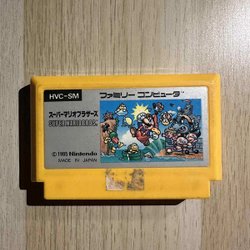 HVC-SM
ファミリー コンピュータ
スーパーマリオブラザーズ
SUPER MARIO BROS.
© 1985 Nintendo
MADE IN JAPAN